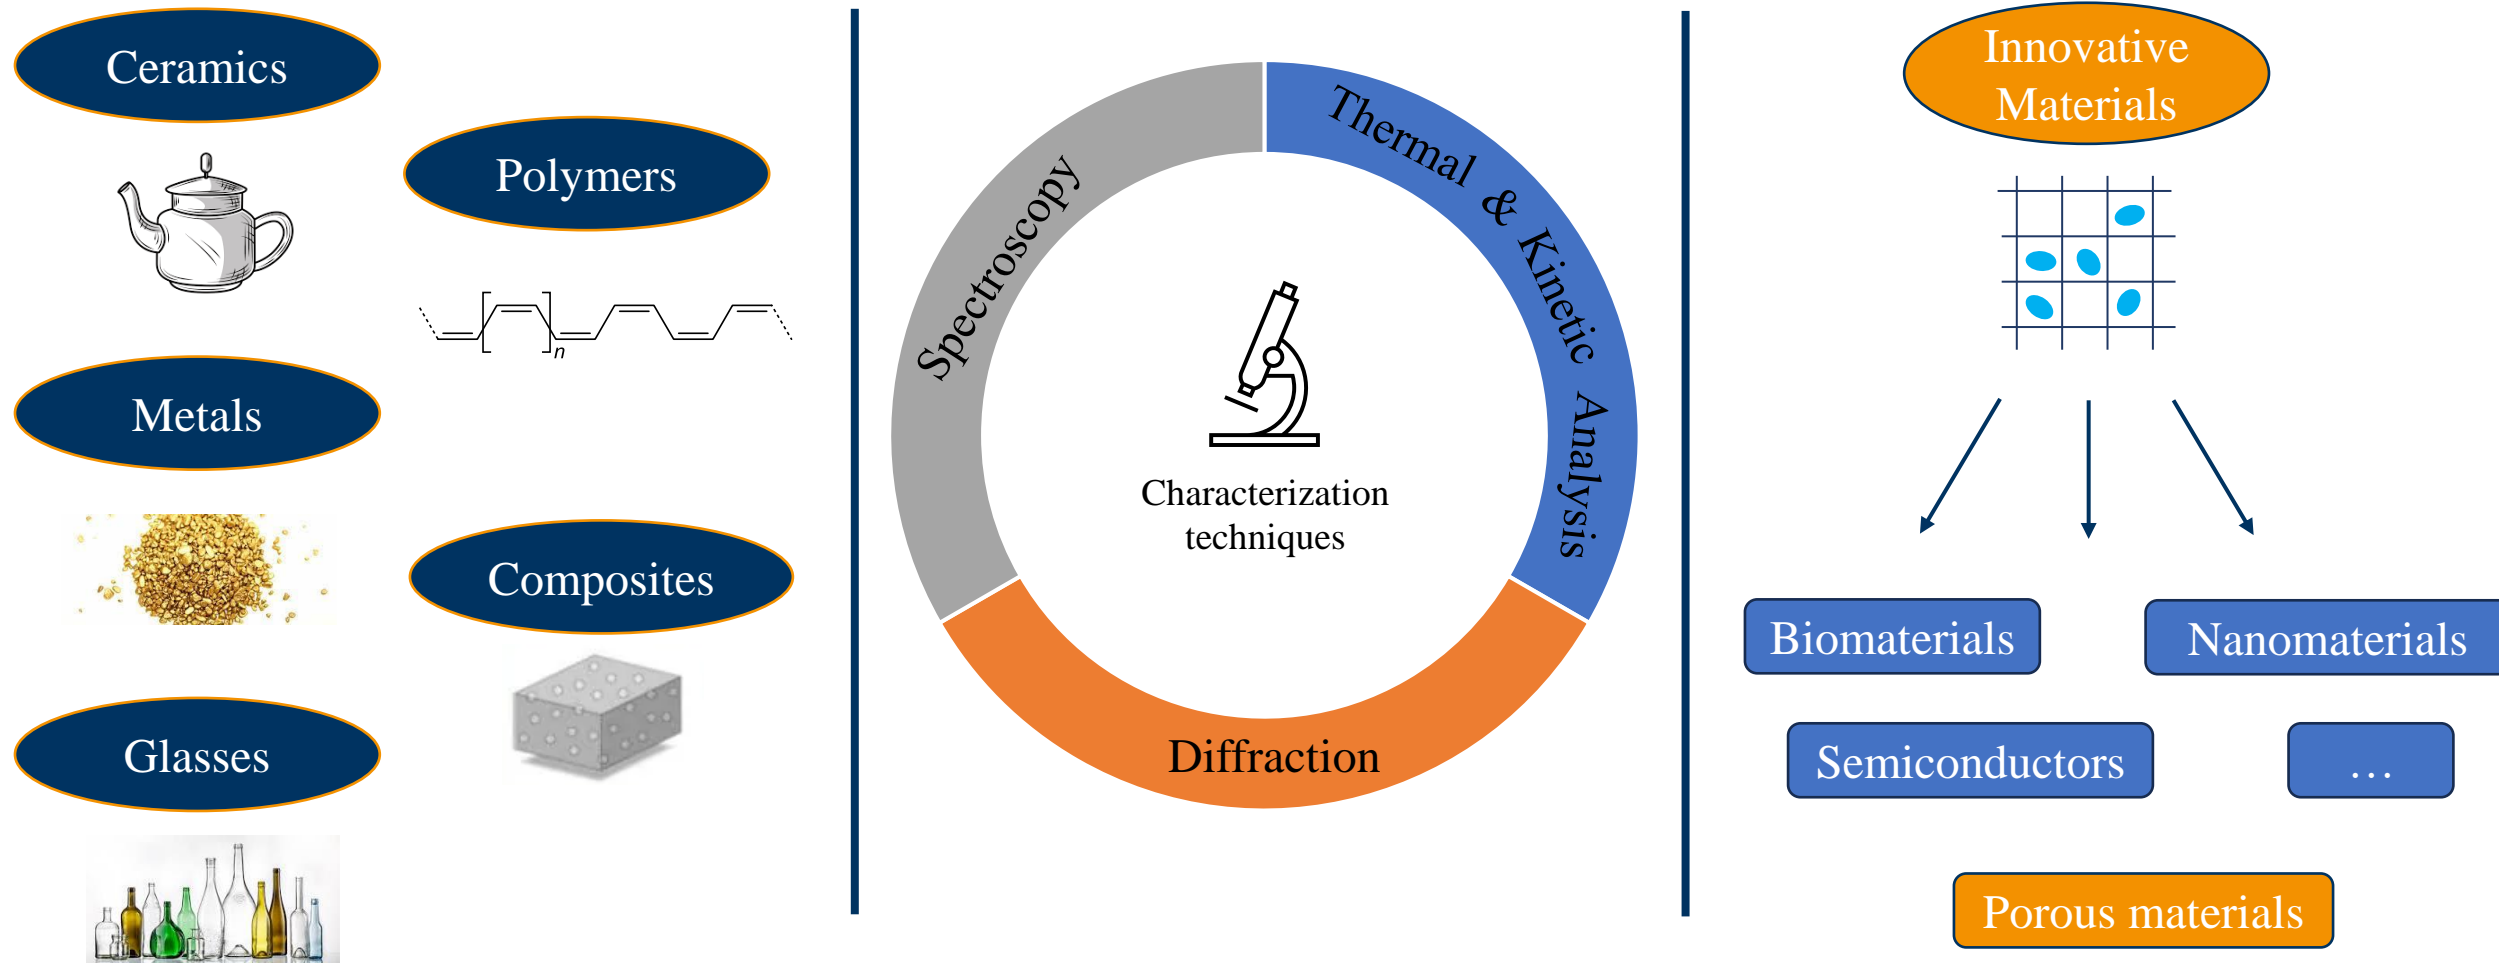 Ceramics
Polymers
n
Metals
Composites
Glasses
Spectroscopy
Thermal & Kinetic Analysis
Characterization
techniques
Diffraction
Innovative
Materials
Biomaterials
Nanomaterials
Semiconductors
…
Porous materials